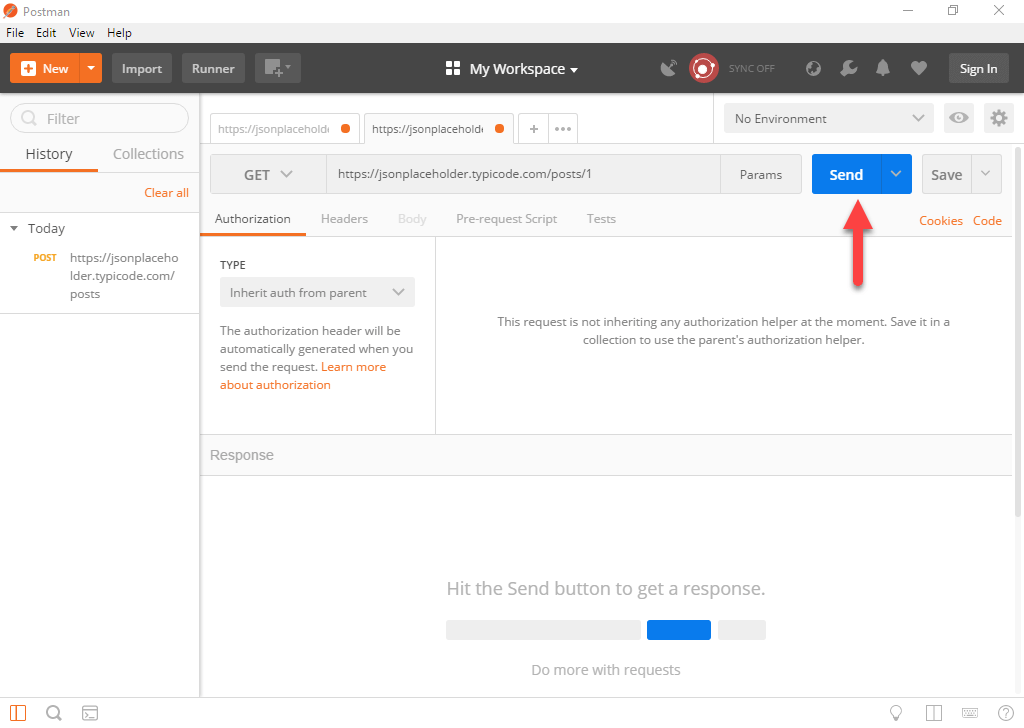 Postman
File Edit View Help
New Import Runner My Workspace SYNC OFF Sign In
Filter
History Collections
Clear all
Today
POST https://jsonplaceho
lder.typicode.com/
posts
https://jsonplaceholde https://jsonplaceholde + •••
No Environment
GET https://jsonplaceholder.typicode.com/posts/1 Params Send Save
Authorization Headers Body Pre-request Script Tests Cookies Code
TYPE
Inherit auth from parent
The authorization header will be
automatically generated when you
send the request. Learn more
about authorization
This request is not inheriting any authorization helper at the moment. Save it in a
collection to use the parent's authorization helper.
Response
Hit the Send button to get a response.
Do more with requests